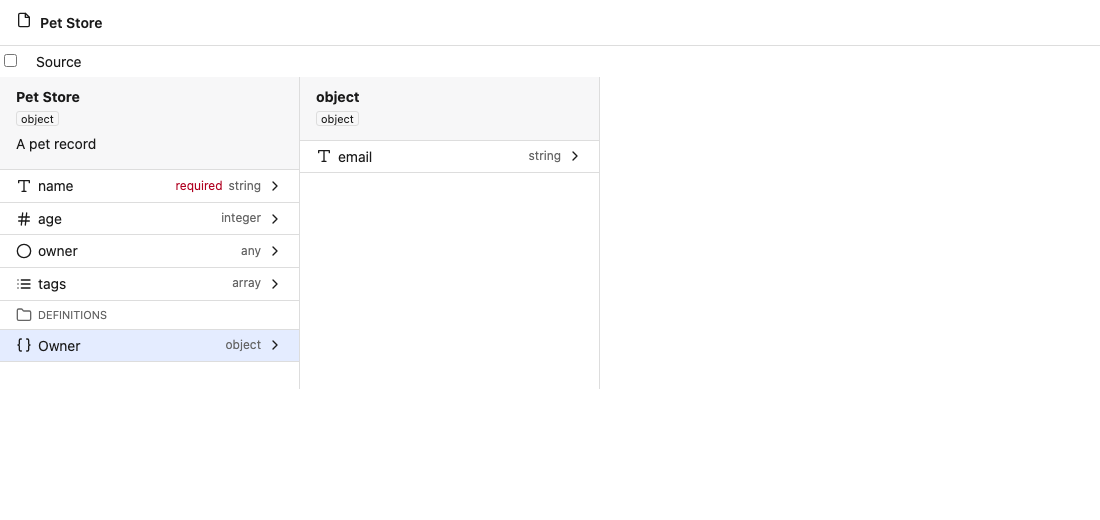 Pet Store
Source
Pet Store
object
A pet record
name required string
age integer
owner any
tags array
DEFINITIONS
Owner object
object
object
email string